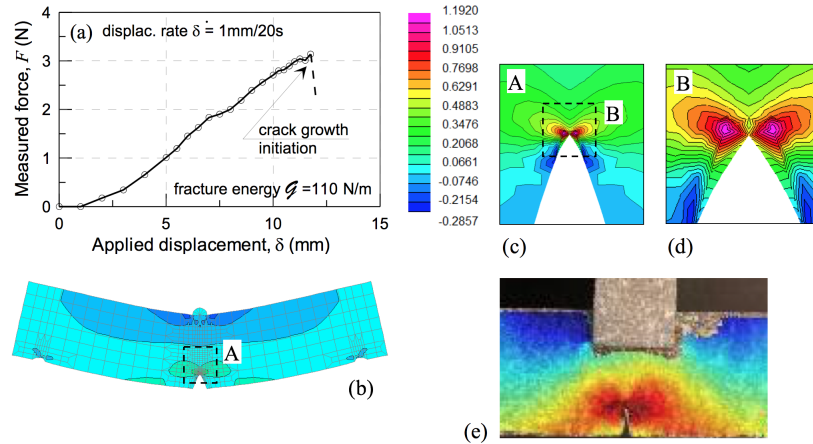 (a) displac. rate δ̇ = 1mm/20s
Measured force, F (N)
4
3
2
1
0
crack growth
initiation
fracture energy 𝒢 =110 N/m
0
5
10
15
Applied displacement, δ (mm)
1.1920
1.0513
0.9105
0.7698
0.6291
0.4883
0.3476
0.2068
0.0661
-0.0746
-0.2154
-0.2857
A
B
(c)
B
(d)
A
(b)
(e)